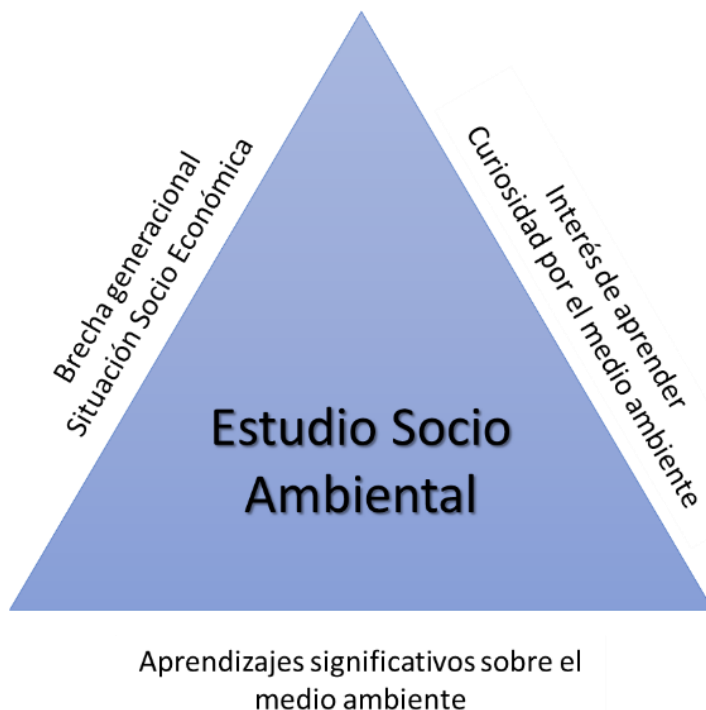 Brecha generacional
Situación Socio Económica
Interés de aprender
Curiosidad por el medio ambiente
Estudio Socio
Ambiental
Aprendizajes significativos sobre el
medio ambiente